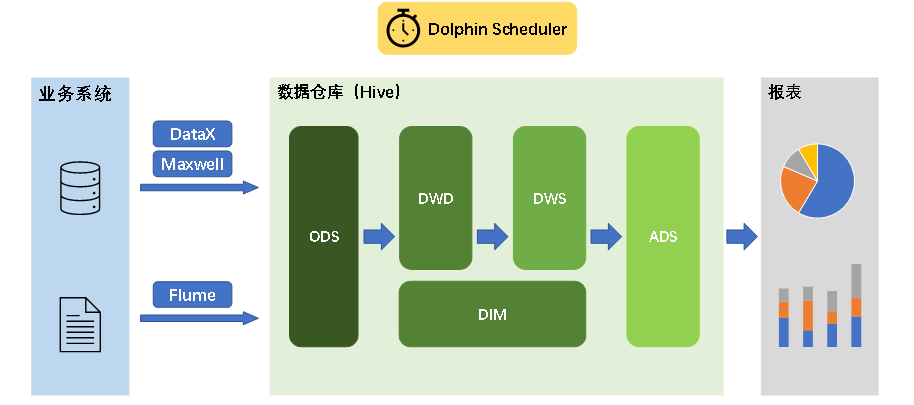 Dolphin Scheduler
业务系统
DataX
Maxwell
Flume
数据仓库（Hive）
ODS
DWD
DWS
DIM
ADS
报表